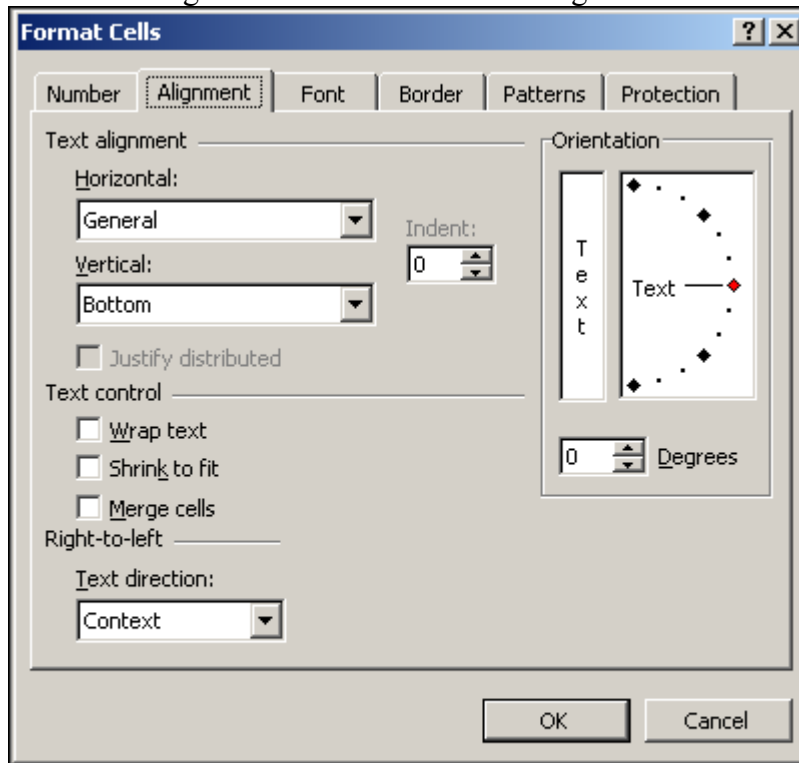 Format Cells
Number Alignment Font Border Patterns Protection
Text alignment
Horizontal:
General
Indent:
0
Vertical:
Bottom
Justify distributed
Text control
Wrap text
Shrink to fit
Merge cells
Right-to-left
Text direction:
Context
Orientation
Text
Text
0 Degrees
OK Cancel